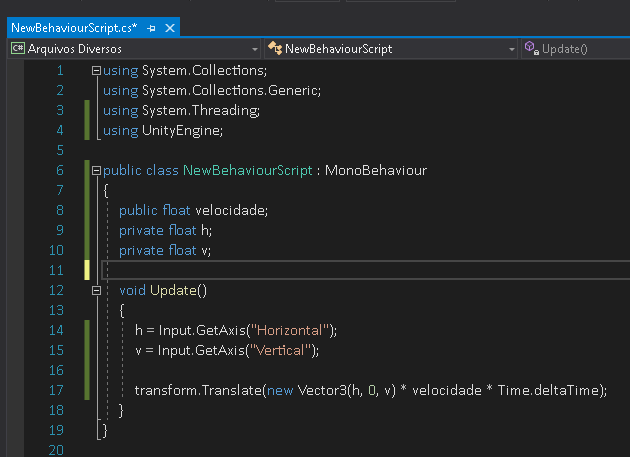 NewBehaviourScript.cs*
C# Arquivos Diversos NewBehaviourScript Update()
1 using System.Collections;
2 using System.Collections.Generic;
3 using System.Threading;
4 using UnityEngine;
5
6 public class NewBehaviourScript : MonoBehaviour
7 {
8 public float velocidade;
9 private float h;
10 private float v;
11
12 void Update()
13 {
14 h = Input.GetAxis("Horizontal");
15 v = Input.GetAxis("Vertical");
16
17 transform.Translate(new Vector3(h, 0, v) * velocidade * Time.deltaTime);
18 }
19 }
20